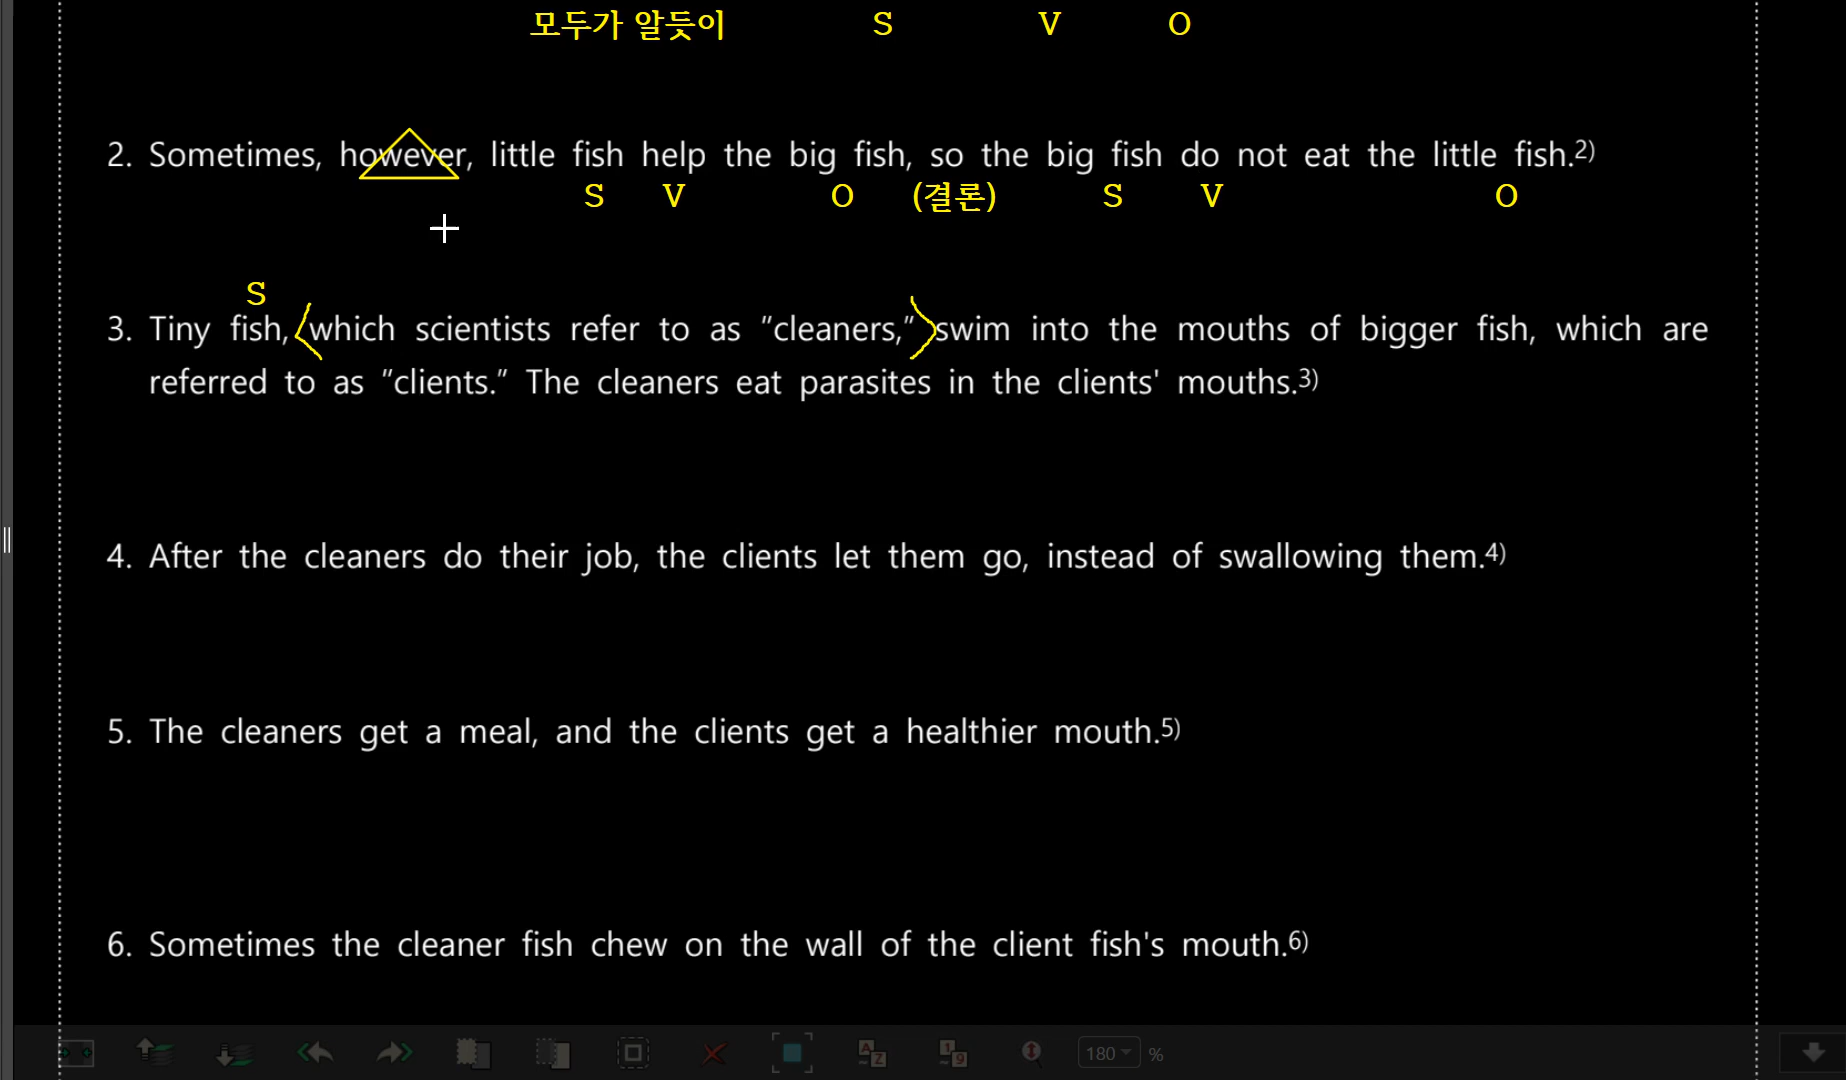 모두가 알듯이 S V O
2. Sometimes, however, little fish help the big fish, so the big fish do not eat the little fish.2)
S V O (결론) S V O
S
3. Tiny fish, which scientists refer to as "cleaners," swim into the mouths of bigger fish, which are
referred to as "clients." The cleaners eat parasites in the clients' mouths.3)
4. After the cleaners do their job, the clients let them go, instead of swallowing them.4)
5. The cleaners get a meal, and the clients get a healthier mouth.5)
6. Sometimes the cleaner fish chew on the wall of the client fish's mouth.6)
180 %